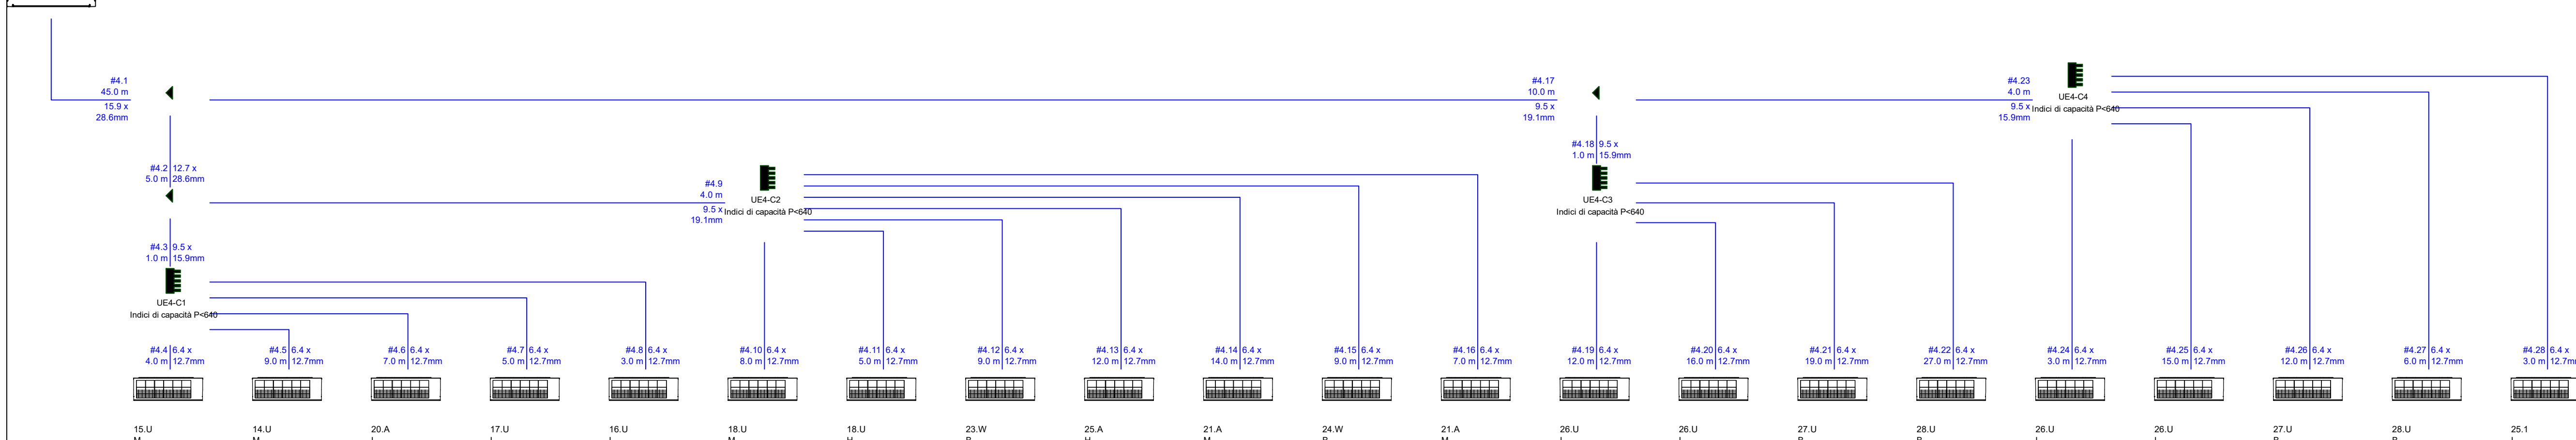 #4.1
45.0 m
15.9 x
28.6mm
#4.17
10.0 m
9.5 x
19.1mm
#4.23
4.0 m
9.5 x
15.9mm
UE4-C4
Indici di capacità P<640
#4.2 12.7 x
5.0 m 28.6mm
#4.18 9.5 x
1.0 m 15.9mm
#4.9
4.0 m
9.5 x
19.1mm
UE4-C2
Indici di capacità P<640
UE4-C3
Indici di capacità P<640
#4.3 9.5 x
1.0 m 15.9mm
UE4-C1
Indici di capacità P<640
#4.4 6.4 x
4.0 m 12.7mm
#4.5 6.4 x
9.0 m 12.7mm
#4.6 6.4 x
7.0 m 12.7mm
#4.7 6.4 x
5.0 m 12.7mm
#4.8 6.4 x
3.0 m 12.7mm
#4.10 6.4 x
8.0 m 12.7mm
#4.11 6.4 x
5.0 m 12.7mm
#4.12 6.4 x
9.0 m 12.7mm
#4.13 6.4 x
12.0 m 12.7mm
#4.14 6.4 x
14.0 m 12.7mm
#4.15 6.4 x
9.0 m 12.7mm
#4.16 6.4 x
7.0 m 12.7mm
#4.19 6.4 x
12.0 m 12.7mm
#4.20 6.4 x
16.0 m 12.7mm
#4.21 6.4 x
19.0 m 12.7mm
#4.22 6.4 x
27.0 m 12.7mm
#4.24 6.4 x
3.0 m 12.7mm
#4.25 6.4 x
15.0 m 12.7mm
#4.26 6.4 x
12.0 m 12.7mm
#4.27 6.4 x
6.0 m 12.7mm
#4.28 6.4 x
3.0 m 12.7m
15.U
14.U
20.A
17.U
16.U
18.U
18.U
23.W
25.A
21.A
24.W
21.A
26.U
26.U
27.U
28.U
26.U
26.U
27.U
28.U
25.1